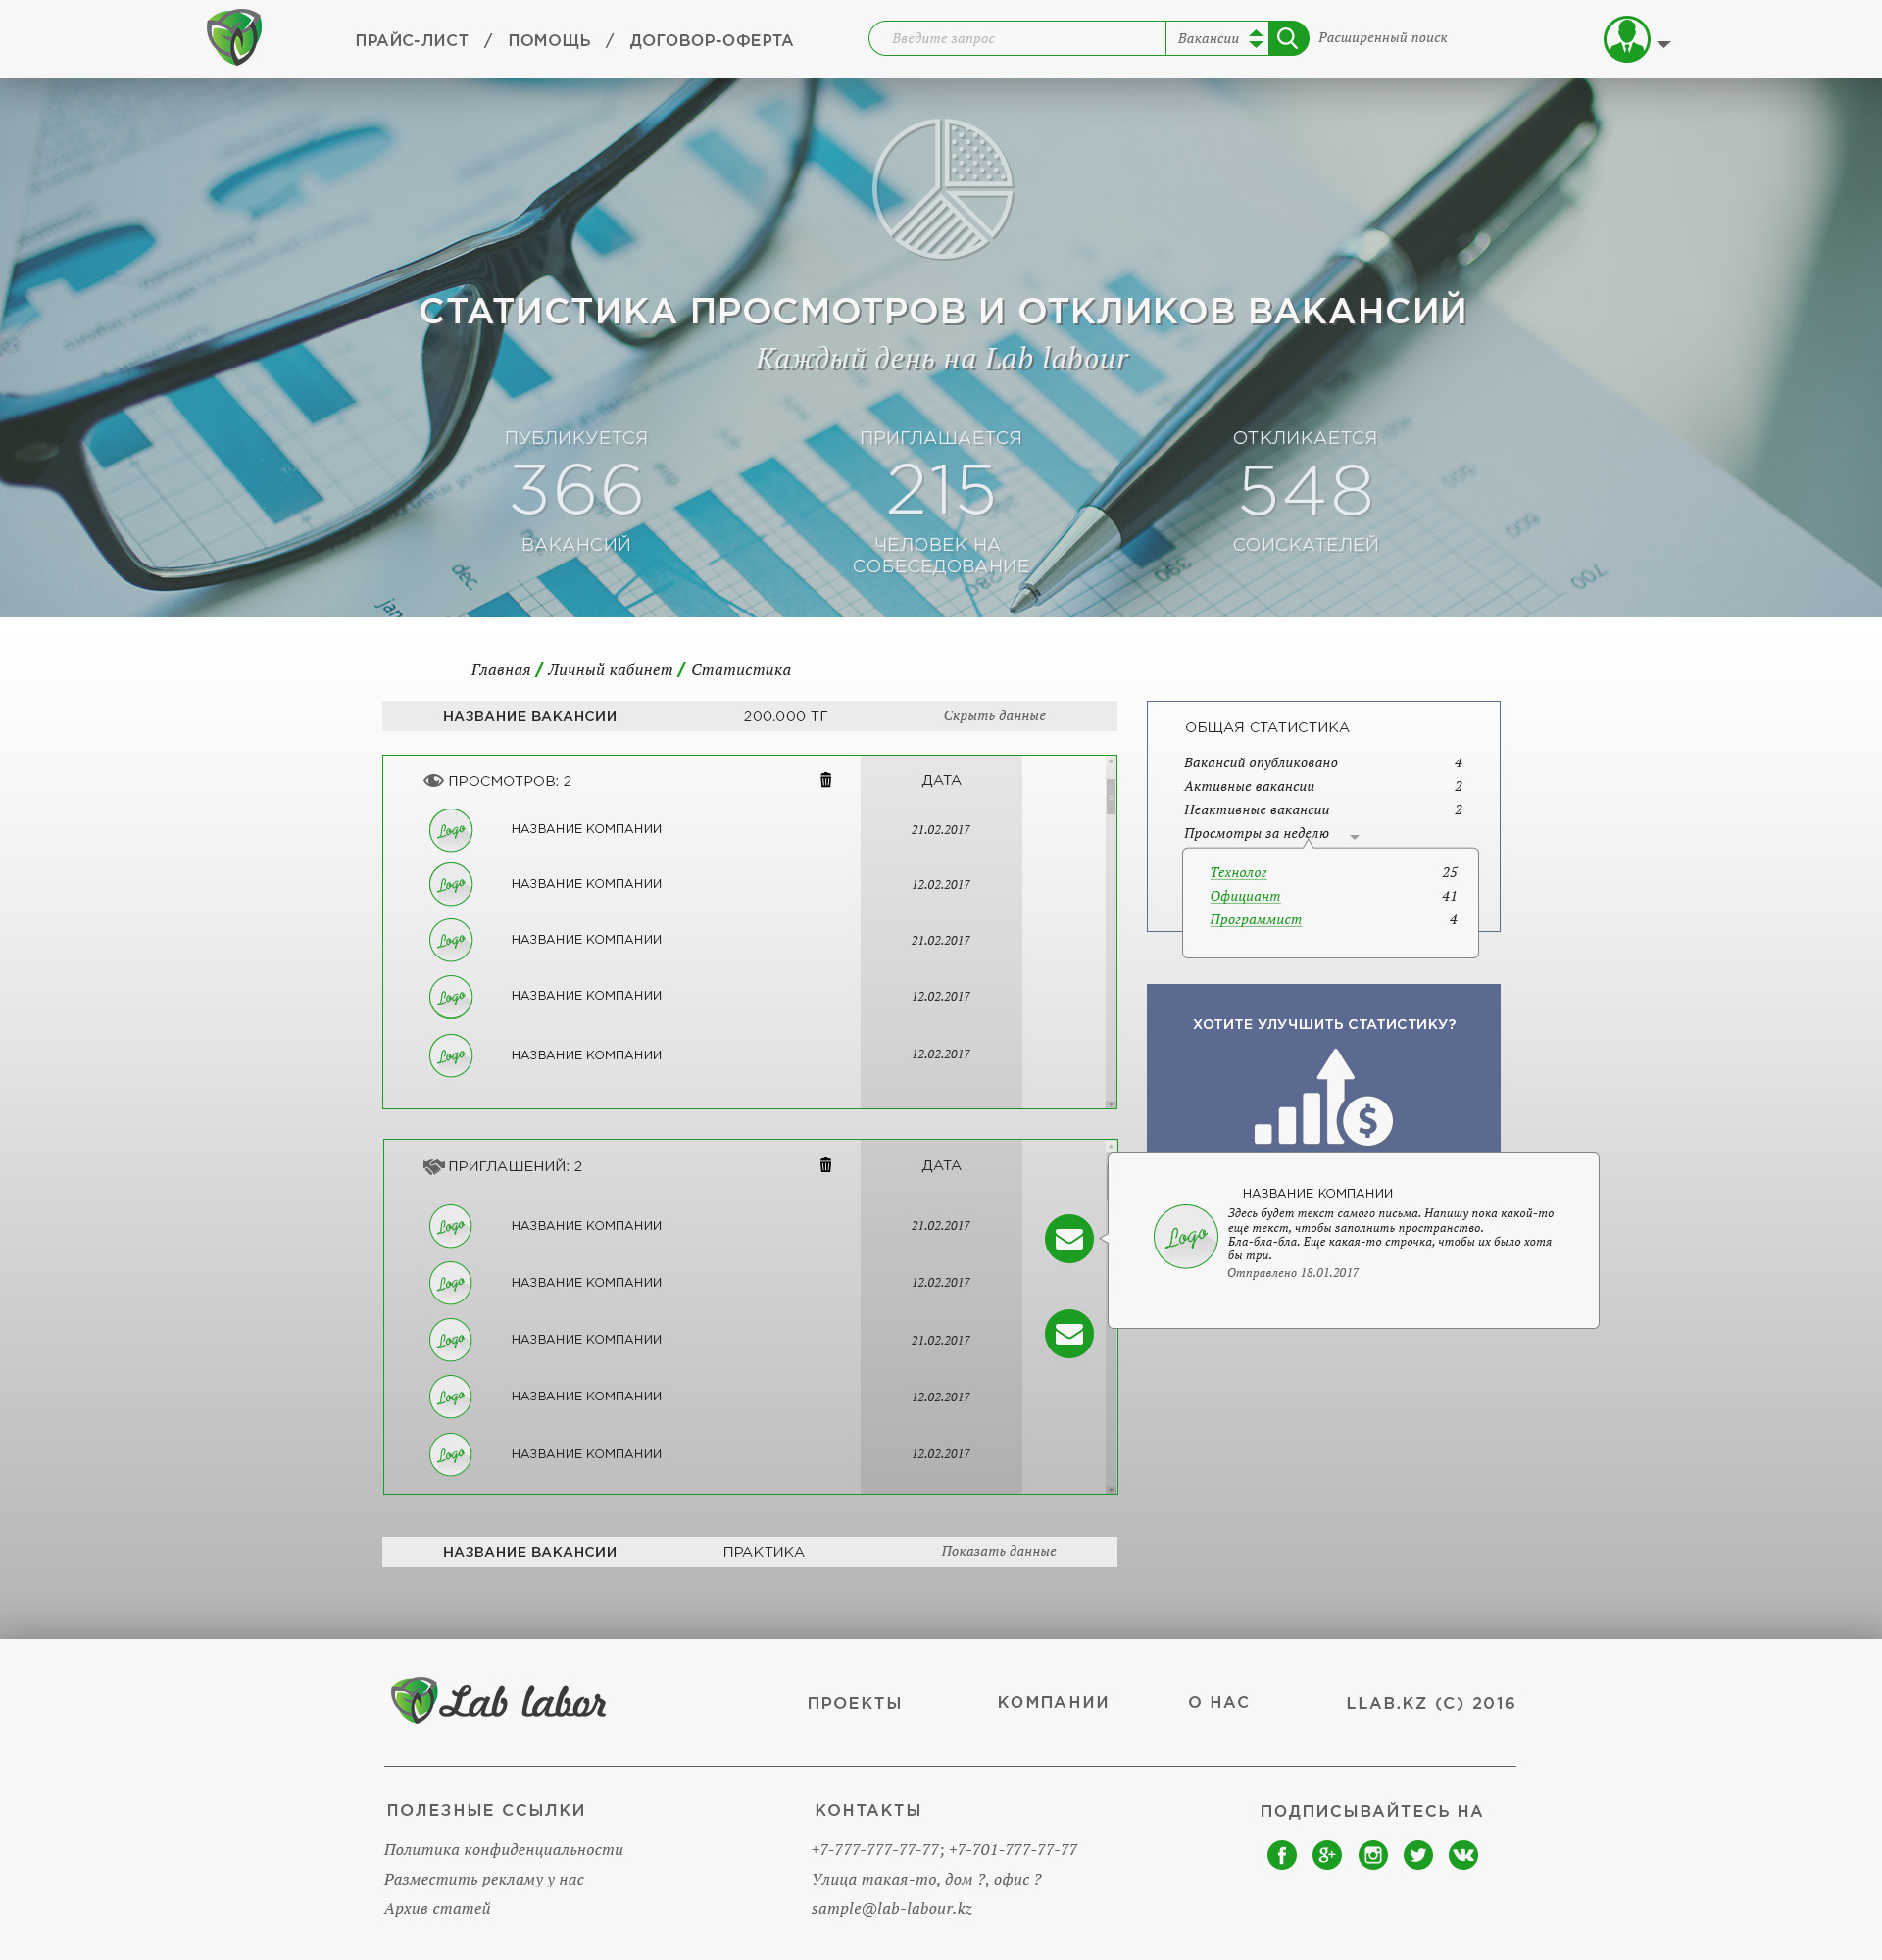 ПРАЙС-ЛИСТ / ПОМОЩЬ / ДОГОВОР-ОФЕРТА
Введите запрос
Вакансии
Расширенный поиск
СТАТИСТИКА ПРОСМОТРОВ И ОТКЛИКОВ ВАКАНСИЙ
Каждый день на Lab labour
ПУБЛИКУЕТСЯ
366
ВАКАНСИЙ
ПРИГЛАШАЕТСЯ
215
ЧЕЛОВЕК НА
СОБЕСЕДОВАНИЕ
ОТКЛИКАЕТСЯ
548
СОИСКАТЕЛЕЙ
dec.
jan
280
350
500
600
700
Главная / Личный кабинет / Статистика
НАЗВАНИЕ ВАКАНСИИ 200.000 ТГ Скрыть данные
ПРОСМОТРОВ: 2 ДАТА
Logo НАЗВАНИЕ КОМПАНИИ 21.02.2017
Logo НАЗВАНИЕ КОМПАНИИ 12.02.2017
Logo НАЗВАНИЕ КОМПАНИИ 21.02.2017
Logo НАЗВАНИЕ КОМПАНИИ 12.02.2017
Logo НАЗВАНИЕ КОМПАНИИ 12.02.2017
ПРИГЛАШЕНИЙ: 2 ДАТА
Logo НАЗВАНИЕ КОМПАНИИ 21.02.2017
Logo НАЗВАНИЕ КОМПАНИИ 12.02.2017
Logo НАЗВАНИЕ КОМПАНИИ 21.02.2017
Logo НАЗВАНИЕ КОМПАНИИ 12.02.2017
Logo НАЗВАНИЕ КОМПАНИИ 12.02.2017
НАЗВАНИЕ ВАКАНСИИ ПРАКТИКА Показать данные
ОБЩАЯ СТАТИСТИКА
Вакансий опубликовано 4
Активные вакансии 2
Неактивные вакансии 2
Просмотры за неделю
Технолог 25
Официант 41
Программист 4
ХОТИТЕ УЛУЧШИТЬ СТАТИСТИКУ?
$
Logo
НАЗВАНИЕ КОМПАНИИ
Здесь будет текст самого письма. Напишу пока какой-то
еще текст, чтобы заполнить пространство.
Бла-бла-бла. Еще какая-то строчка, чтобы их было хотя
бы три.
Отправлено 18.01.2017
Lab labor
ПРОЕКТЫ
КОМПАНИИ
О НАС
LLAB.KZ (C) 2016
ПОЛЕЗНЫЕ ССЫЛКИ
Политика конфиденциальности
Разместить рекламу у нас
Архив статей
КОНТАКТЫ
+7-777-777-77-77; +7-701-777-77-77
Улица такая-то, дом ?, офис ?
sample@lab-labour.kz
ПОДПИСЫВАЙТЕСЬ НА